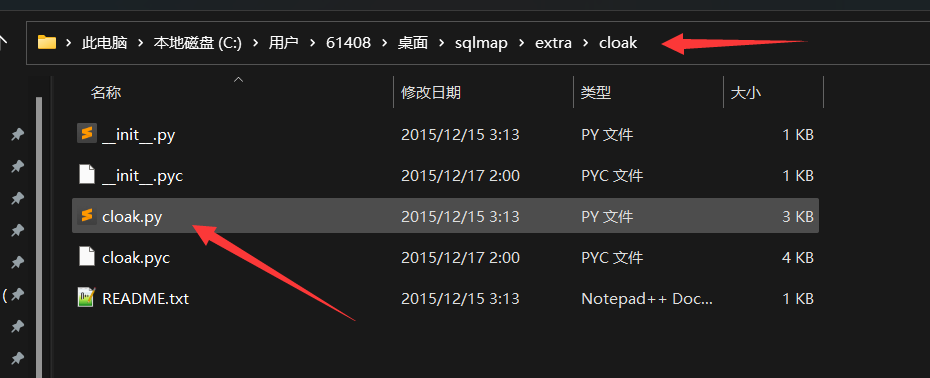 此电脑 › 本地磁盘 (C:) › 用户 › 61408 › 桌面 › sqlmap › extra › cloak
名称 修改日期 类型 大小
__init__.py 2015/12/15 3:13 PY 文件 1 KB
__init__.pyc 2015/12/17 2:00 PYC 文件 1 KB
cloak.py 2015/12/15 3:13 PY 文件 3 KB
cloak.pyc 2015/12/17 2:00 PYC 文件 4 KB
README.txt 2015/12/15 3:13 Notepad++ Doc... 1 KB
(